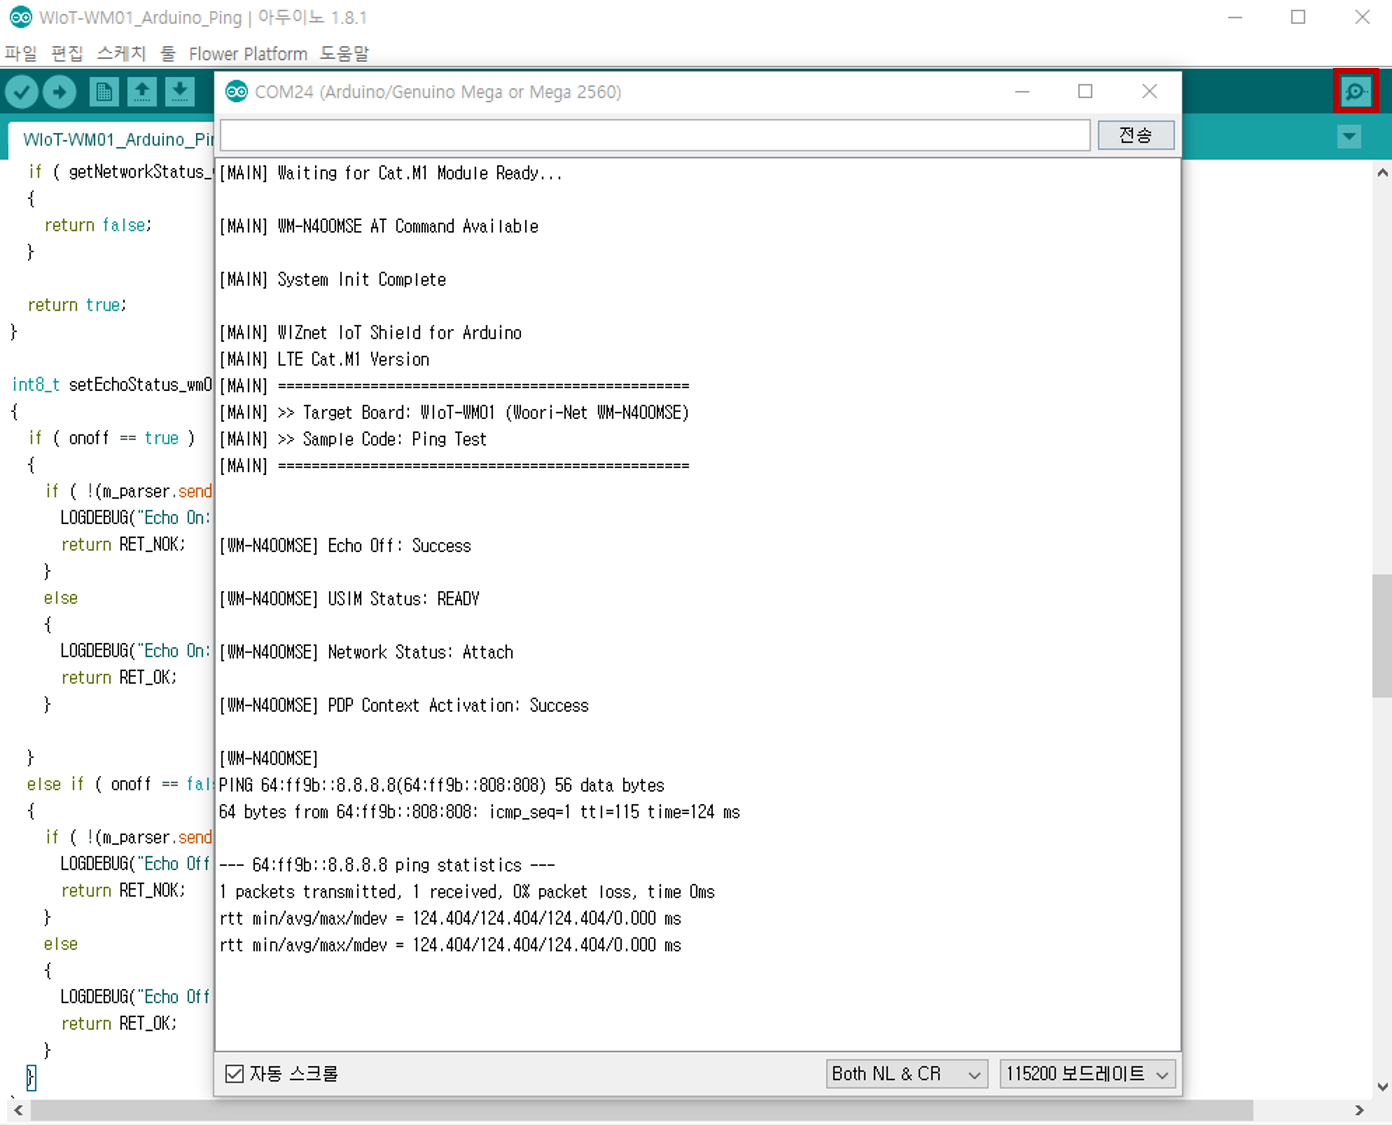 WIoT-WM01_Arduino_Ping | 아두이노 1.8.1
파일 편집 스케치 툴 Flower Platform 도움말
WIoT-WM01_Arduino_Pi
if ( getNetworkStatus_
{
return false;
}
return true;
}
int8_t setEchoStatus_wm0
{
if ( onoff == true )
{
if ( !(m_parser.send
LOGDEBUG("Echo On:
return RET_NOK;
}
else
{
LOGDEBUG("Echo On:
return RET_OK;
}
}
else if ( onoff == fal
{
if ( !(m_parser.send
LOGDEBUG("Echo Off
return RET_NOK;
}
else
{
LOGDEBUG("Echo Off
return RET_OK;
}
}
COM24 (Arduino/Genuino Mega or Mega 2560)
전송
[MAIN] Waiting for Cat.M1 Module Ready...
[MAIN] WM-N400MSE AT Command Available
[MAIN] System Init Complete
[MAIN] WIZnet IoT Shield for Arduino
[MAIN] LTE Cat.M1 Version
[MAIN] =================================================
[MAIN] >> Target Board: WIoT-WM01 (Woori-Net WM-N400MSE)
[MAIN] >> Sample Code: Ping Test
[MAIN] =================================================
[WM-N400MSE] Echo Off: Success
[WM-N400MSE] USIM Status: READY
[WM-N400MSE] Network Status: Attach
[WM-N400MSE] PDP Context Activation: Success
[WM-N400MSE]
PING 64:ff9b::8.8.8.8(64:ff9b::808:808) 56 data bytes
64 bytes from 64:ff9b::808:808: icmp_seq=1 ttl=115 time=124 ms
--- 64:ff9b::8.8.8.8 ping statistics ---
1 packets transmitted, 1 received, 0% packet loss, time 0ms
rtt min/avg/max/mdev = 124.404/124.404/124.404/0.000 ms
rtt min/avg/max/mdev = 124.404/124.404/124.404/0.000 ms
자동 스크롤
Both NL & CR
115200 보드레이트